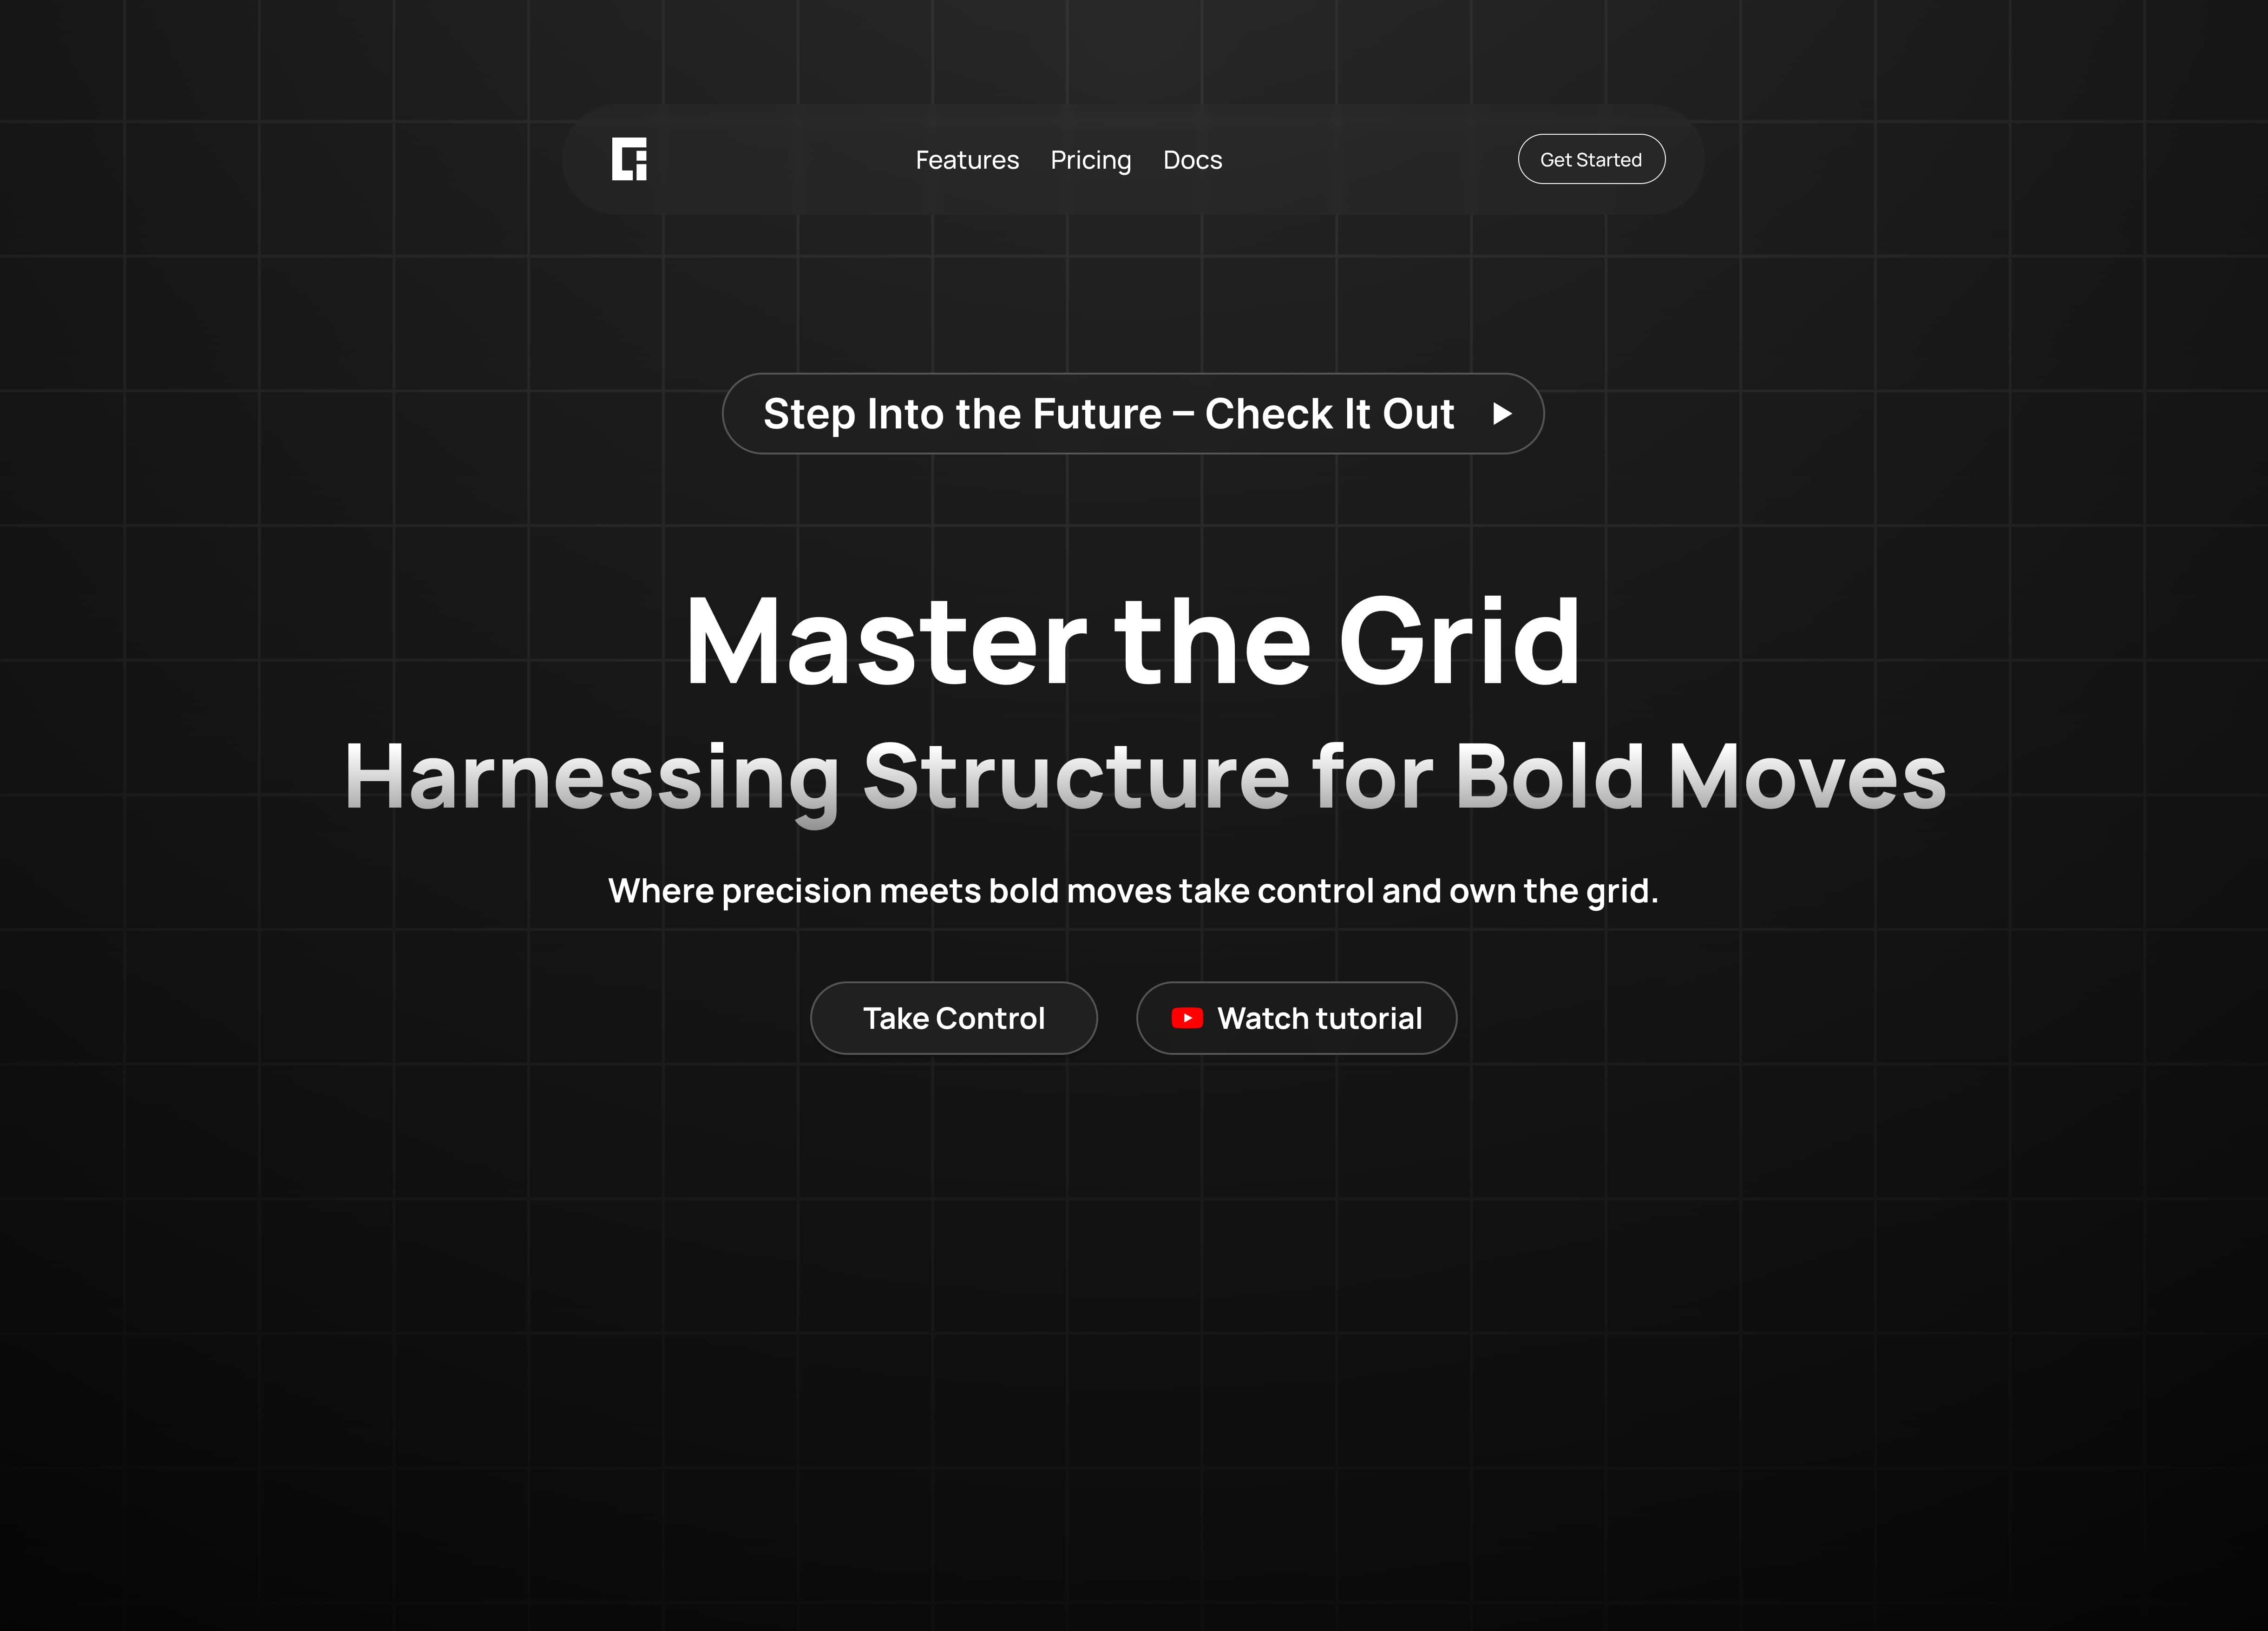 Features Pricing Docs Get Started
Step Into the Future – Check It Out
Master the Grid
Harnessing Structure for Bold Moves
Where precision meets bold moves take control and own the grid.
Take Control Watch tutorial